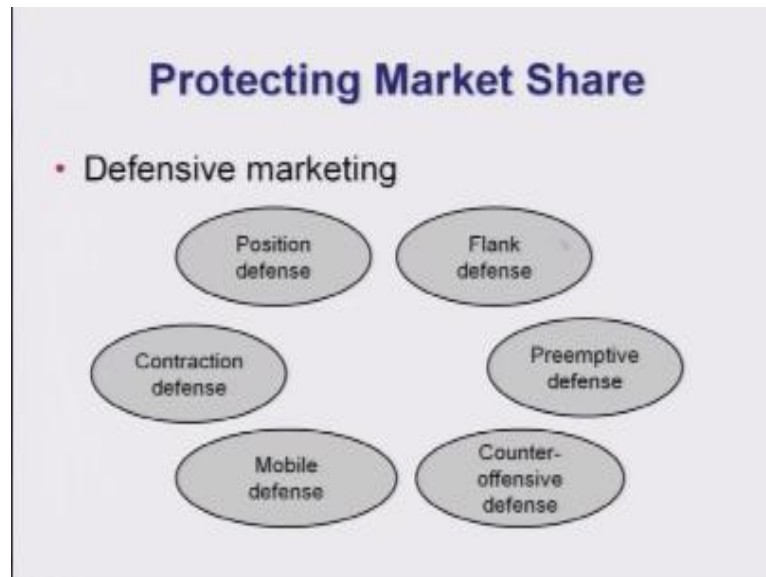 Protecting Market Share
• Defensive marketing
Position
defense
Flank
defense
Contraction
defense
Preemptive
defense
Mobile
defense
Counter-
offensive
defense